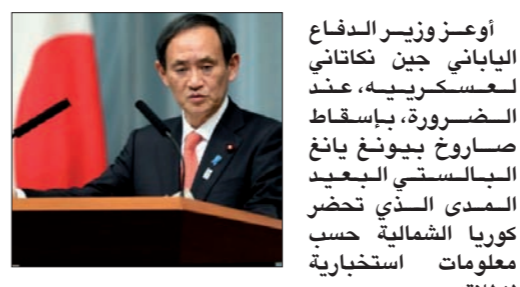 أوعز وزير الدفاع
الياباني جين نكاتاني
لعسكرييه، عند
الضرورة، بإسقاط
صاروخ بيونغ يانغ
البالستي البعيد
المدى الذي تحضر
كوريا الشمالية حسب
معلومات استخبارية